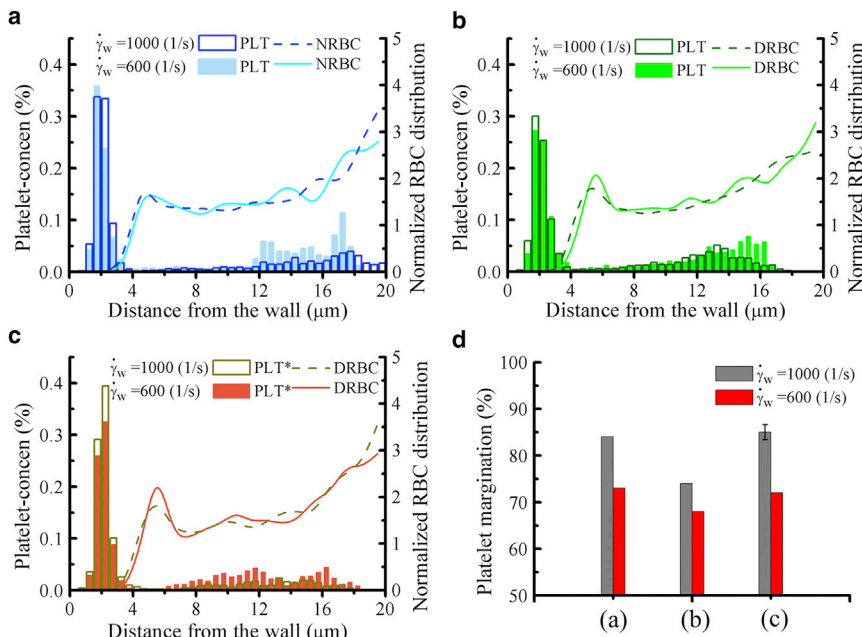 a
γ̇w =1000 (1/s) PLT NRBC
γ̇w =600 (1/s) PLT NRBC
Platelet-concen (%)
0.4
0.3
0.2
0.1
0.0
Normalized RBC distribution
5
4
3
2
1
0
0 4 8 12 16 20
Distance from the wall (μm)
b
γ̇w =1000 (1/s) PLT DRBC
γ̇w =600 (1/s) PLT DRBC
Platelet-concen (%)
0.4
0.3
0.2
0.1
0.0
Normalized RBC distribution
5
4
3
2
1
0
0 4 8 12 16 20
Distance from the wall (μm)
c
γ̇w =1000 (1/s) PLT* DRBC
γ̇w =600 (1/s) PLT* DRBC
Platelet-concen (%)
0.4
0.3
0.2
0.1
0.0
Normalized RBC distribution
5
4
3
2
1
0
0 4 8 12 16 20
Distance from the wall (μm)
d
γ̇w =1000 (1/s)
γ̇w =600 (1/s)
Platelet margination (%)
100
90
80
70
60
50
(a) (b) (c)